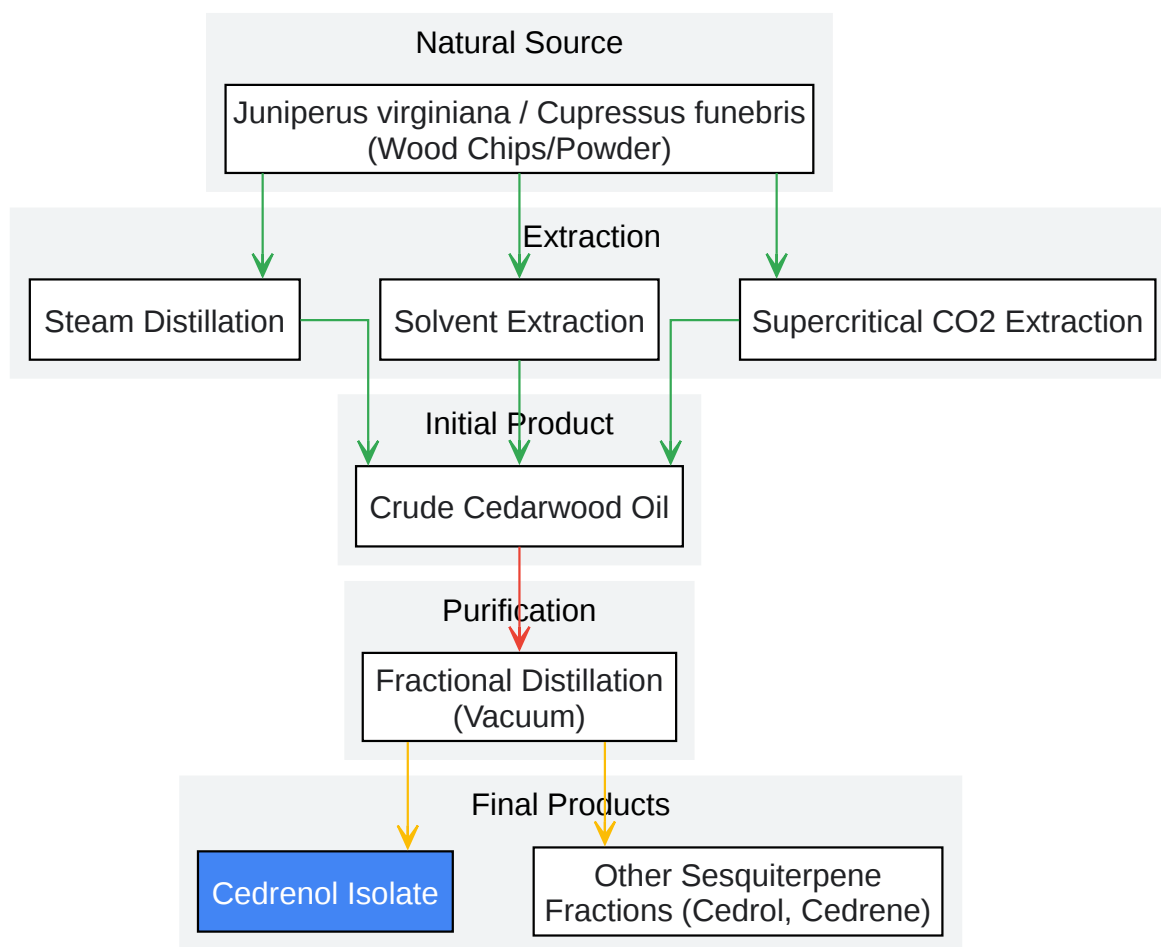 Natural Source
Juniperus virginiana / Cupressus funebris
(Wood Chips/Powder)
Extraction
Steam Distillation
Solvent Extraction
Supercritical CO2 Extraction
Initial Product
Crude Cedarwood Oil
Purification
Fractional Distillation
(Vacuum)
Final Products
Cedrenol Isolate
Other Sesquiterpene
Fractions (Cedrol, Cedrene)